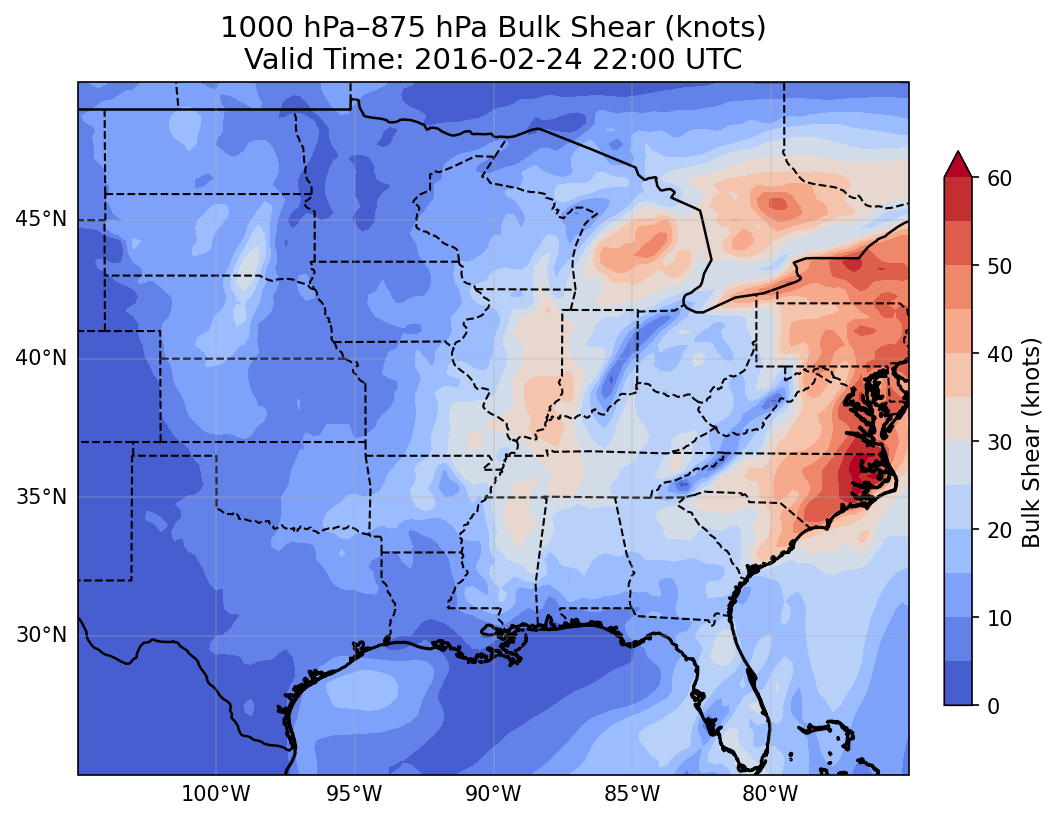 1000 hPa–875 hPa Bulk Shear (knots)
Valid Time: 2016-02-24 22:00 UTC
45°N
40°N
35°N
30°N
100°W
95°W
90°W
85°W
80°W
60
50
40
30
20
10
0
Bulk Shear (knots)